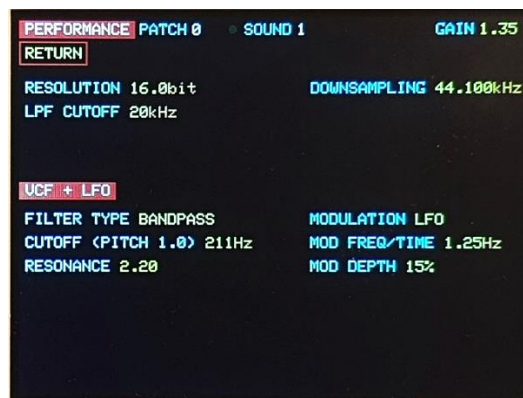 PERFORMANCE PATCH 0 SOUND 1 GAIN 1.35
RETURN
RESOLUTION 16.0bit DOWNSAMPLING 44.100kHz
LPF CUTOFF 20kHz
VCF + LFO
FILTER TYPE BANDPASS MODULATION LFO
CUTOFF (PITCH 1.0) 211Hz MOD FREQ/TIME 1.25Hz
RESONANCE 2.20 MOD DEPTH 15%